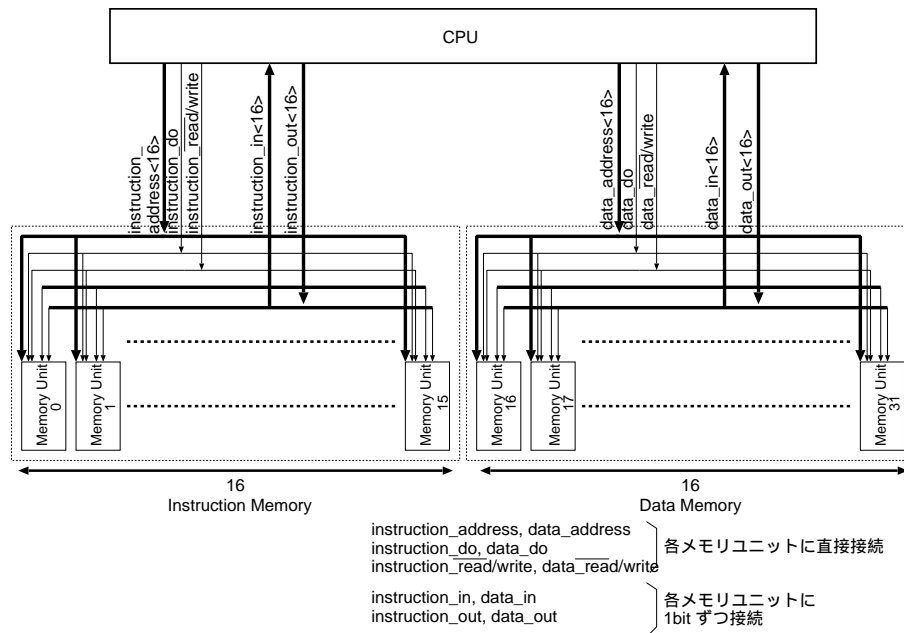 CPU
instruction_
address<16>
instruction_do
instruction_read/write
instruction_in<16>
instruction_out<16>
data_address<16>
data_do
data_read/write
data_in<16>
data_out<16>
Memory Unit
0
Memory Unit
1
Memory Unit
15
Memory Unit
16
Memory Unit
17
Memory Unit
31
16
Instruction Memory
16
Data Memory
instruction_address, data_address
instruction_do, data_do
instruction_read/write, data_read/write
各メモリユニットに直接接続
instruction_in, data_in
instruction_out, data_out
各メモリユニットに
1bit ずつ接続